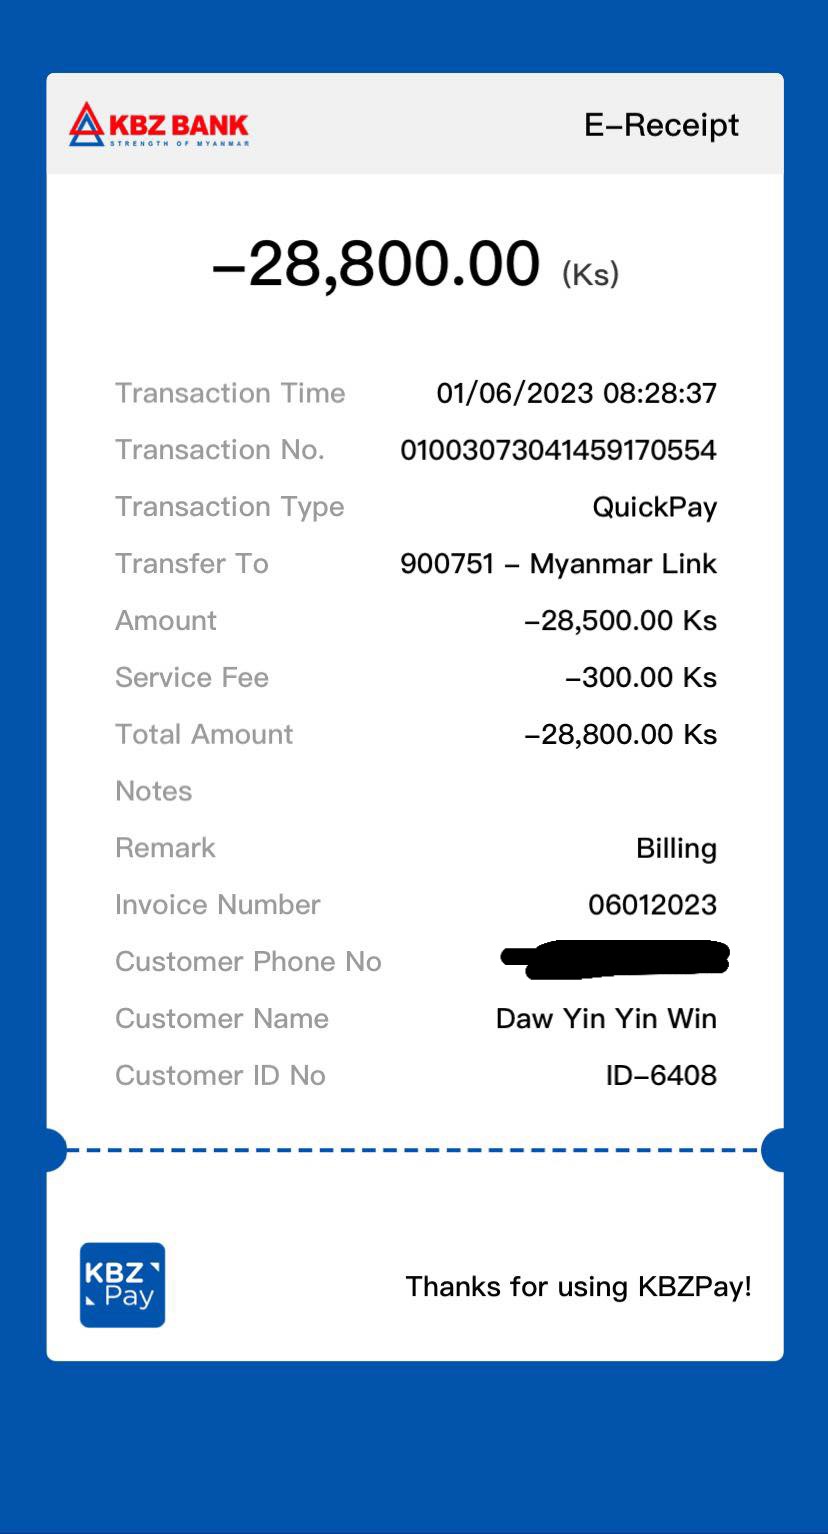 KBZ BANK
STRENGTH OF MYANMAR
E-Receipt
-28,800.00 (Ks)
Transaction Time 01/06/2023 08:28:37
Transaction No. 01003073041459170554
Transaction Type QuickPay
Transfer To 900751 - Myanmar Link
Amount -28,500.00 Ks
Service Fee -300.00 Ks
Total Amount -28,800.00 Ks
Notes
Remark Billing
Invoice Number 06012023
Customer Phone No
Customer Name Daw Yin Yin Win
Customer ID No ID-6408
KBZ
Pay
Thanks for using KBZPay!